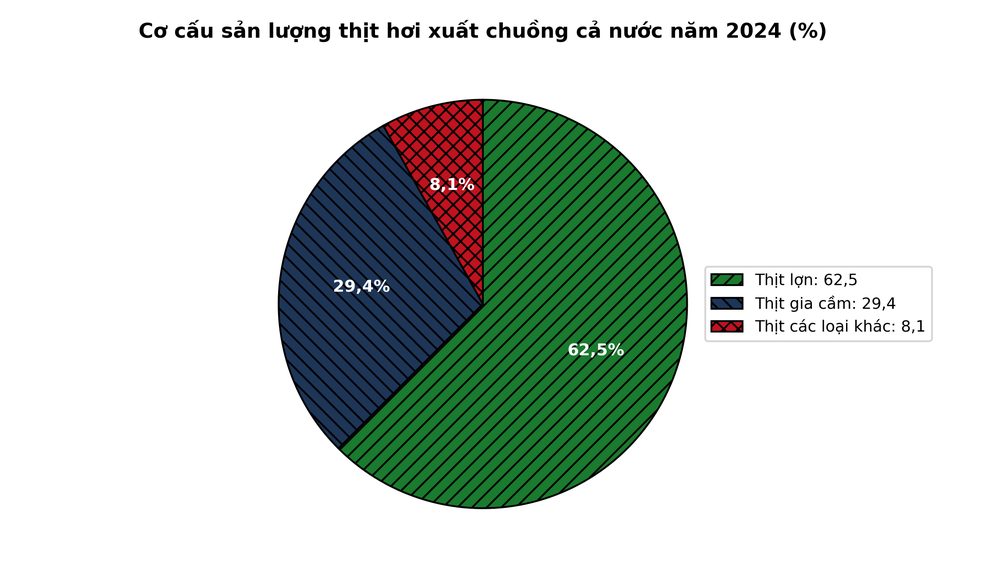 Cơ cấu sản lượng thịt hơi xuất chuồng cả nước năm 2024 (%)
8,1%
29,4%
62,5%
Thịt lợn: 62,5
Thịt gia cầm: 29,4
Thịt các loại khác: 8,1